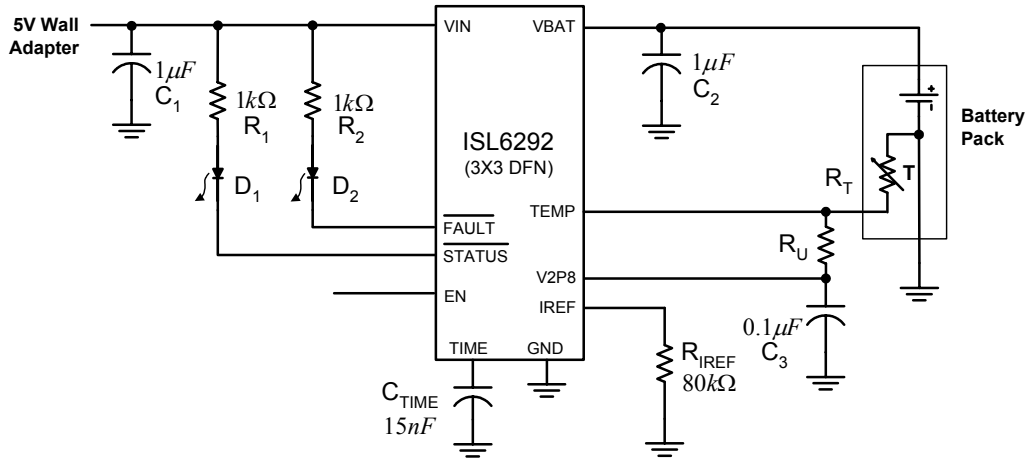 5V Wall
Adapter
VIN
VBAT
1μF
C1
1kΩ
R1
1kΩ
R2
1μF
C2
ISL6292
(3X3 DFN)
Battery
Pack
+
RT
T
D1
D2
TEMP
FAULT
RU
STATUS
V2P8
EN
IREF
0.1μF
C3
TIME
GND
RIREF
80kΩ
CTIME
15nF